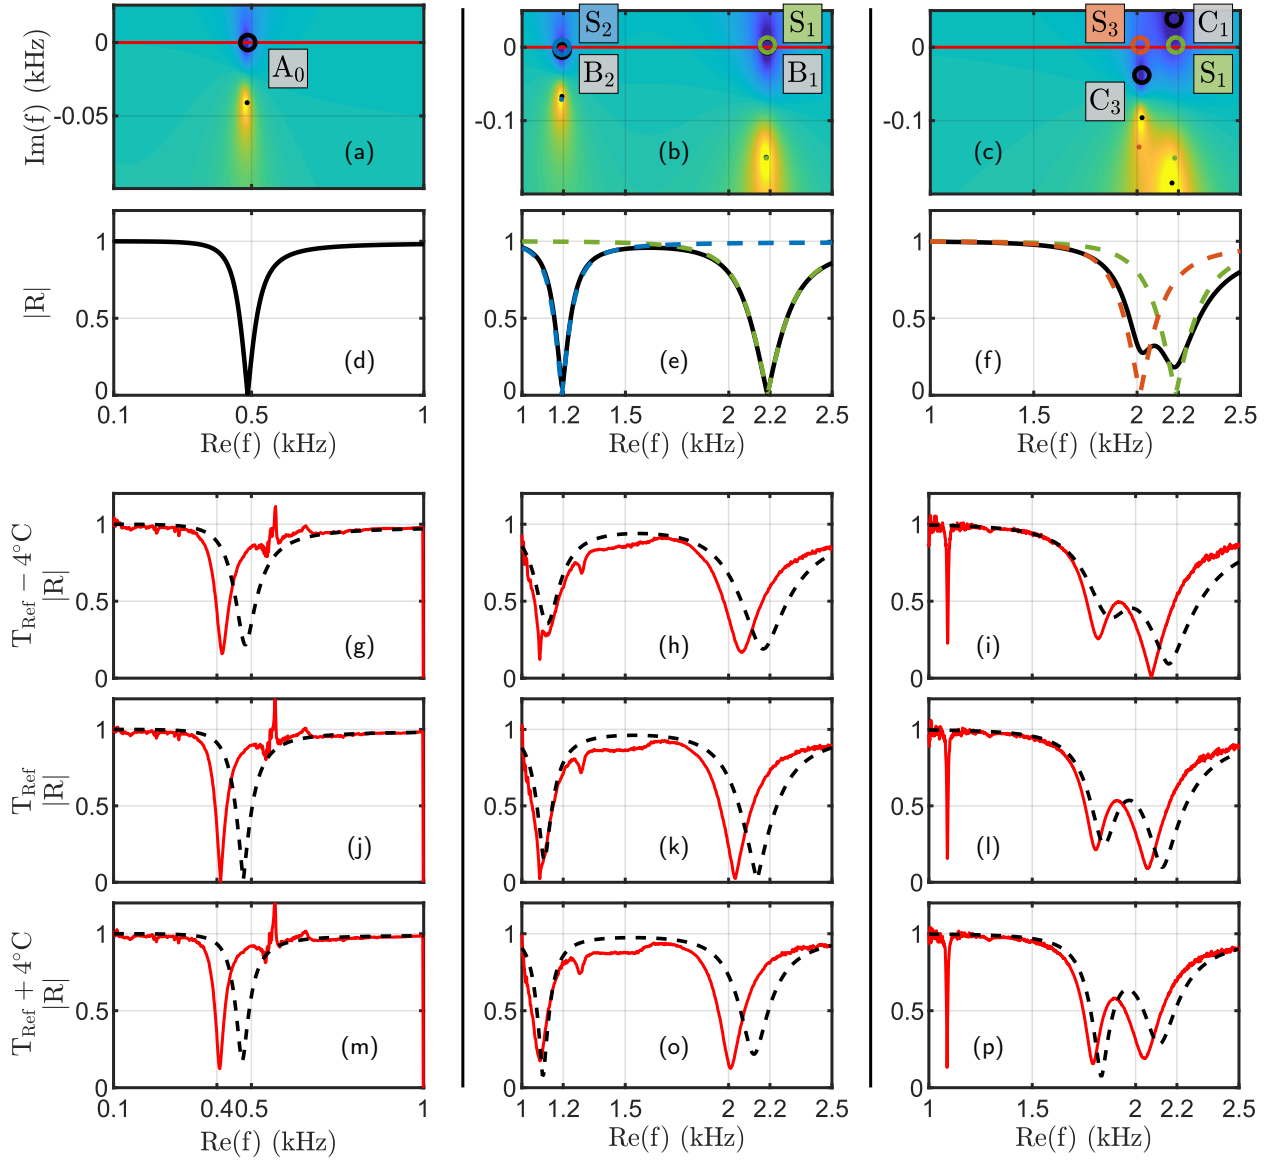 Im(f) (kHz)
0
-0.05
A0
(a)
0
-0.1
S2
B2
S1
B1
(b)
0
-0.1
S3
C1
C3
S1
(c)
|R|
1
0.5
0
(d)
0.1
0.5
1
Re(f) (kHz)
1
0.5
0
(e)
1
1.2
1.5
2
2.2
2.5
Re(f) (kHz)
1
0.5
0
(f)
1
2
2.2
2.5
Re(f) (kHz)
TRef − 4°C
|R|
1
0.5
0
(g)
1
0.5
0
(h)
1
0.5
0
(i)
TRef
|R|
1
0.5
0
(j)
1
0.5
0
(k)
1
0.5
0
(l)
TRef + 4°C
|R|
1
0.5
0
(m)
0.1
0.4
0.5
1
Re(f) (kHz)
1
0.5
0
(o)
1
1.2
1.5
2
2.2
2.5
Re(f) (kHz)
1
0.5
0
(p)
1
2
2.2
2.5
Re(f) (kHz)